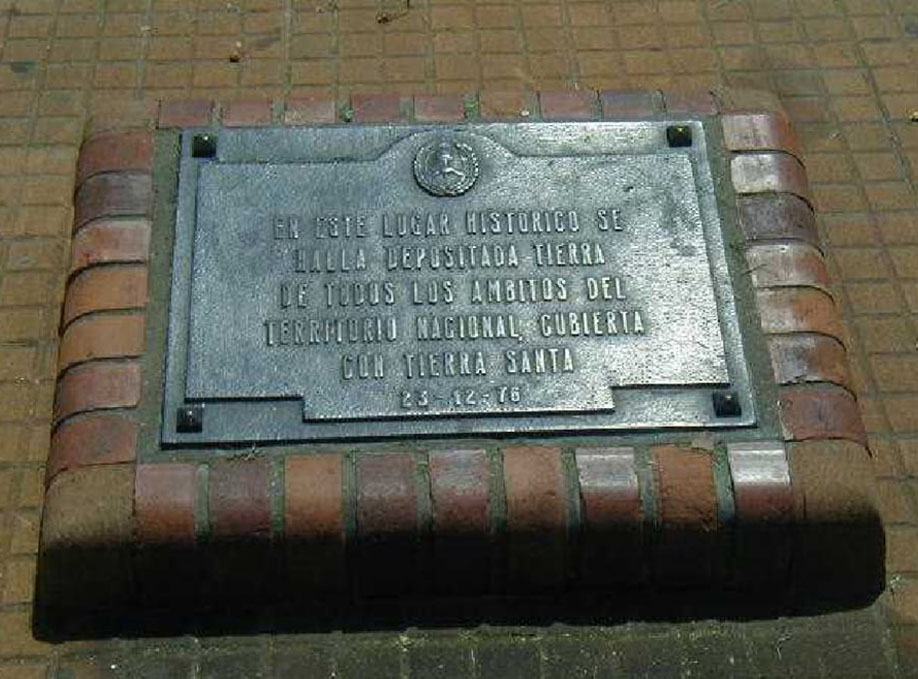 EN ESTE LUGAR HISTORICO SE
HALLA DEPOSITADA TIERRA
DE TODOS LOS AMBITOS DEL
TERRITORIO NACIONAL, CUBIERTA
CON TIERRA SANTA
23-12-76